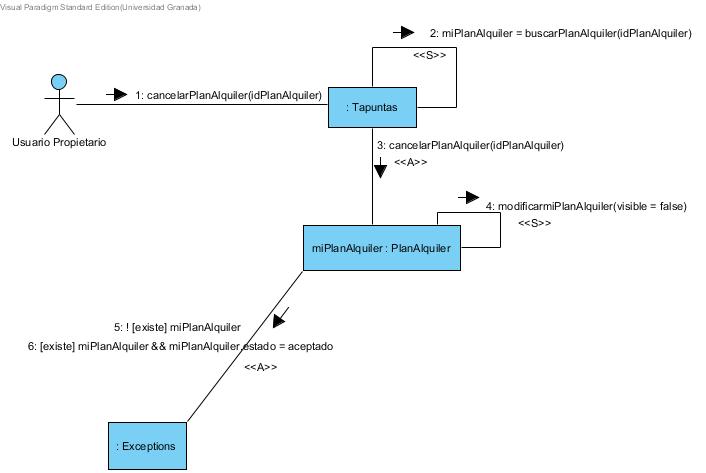 Visual Paradigm Standard Edition(Universidad Granada)
2: miPlanAlquiler = buscarPlanAlquiler(idPlanAlquiler)
<<S>>
1: cancelarPlanAlquiler(idPlanAlquiler)
: Tapuntas
Usuario Propietario
3: cancelarPlanAlquiler(idPlanAlquiler)
<<A>>
4: modificarmiPlanAlquiler(visible = false)
<<S>>
miPlanAlquiler : PlanAlquiler
5: ! [existe] miPlanAlquiler
6: [existe] miPlanAlquiler && miPlanAlquiler.estado = aceptado
<<A>>
: Exceptions